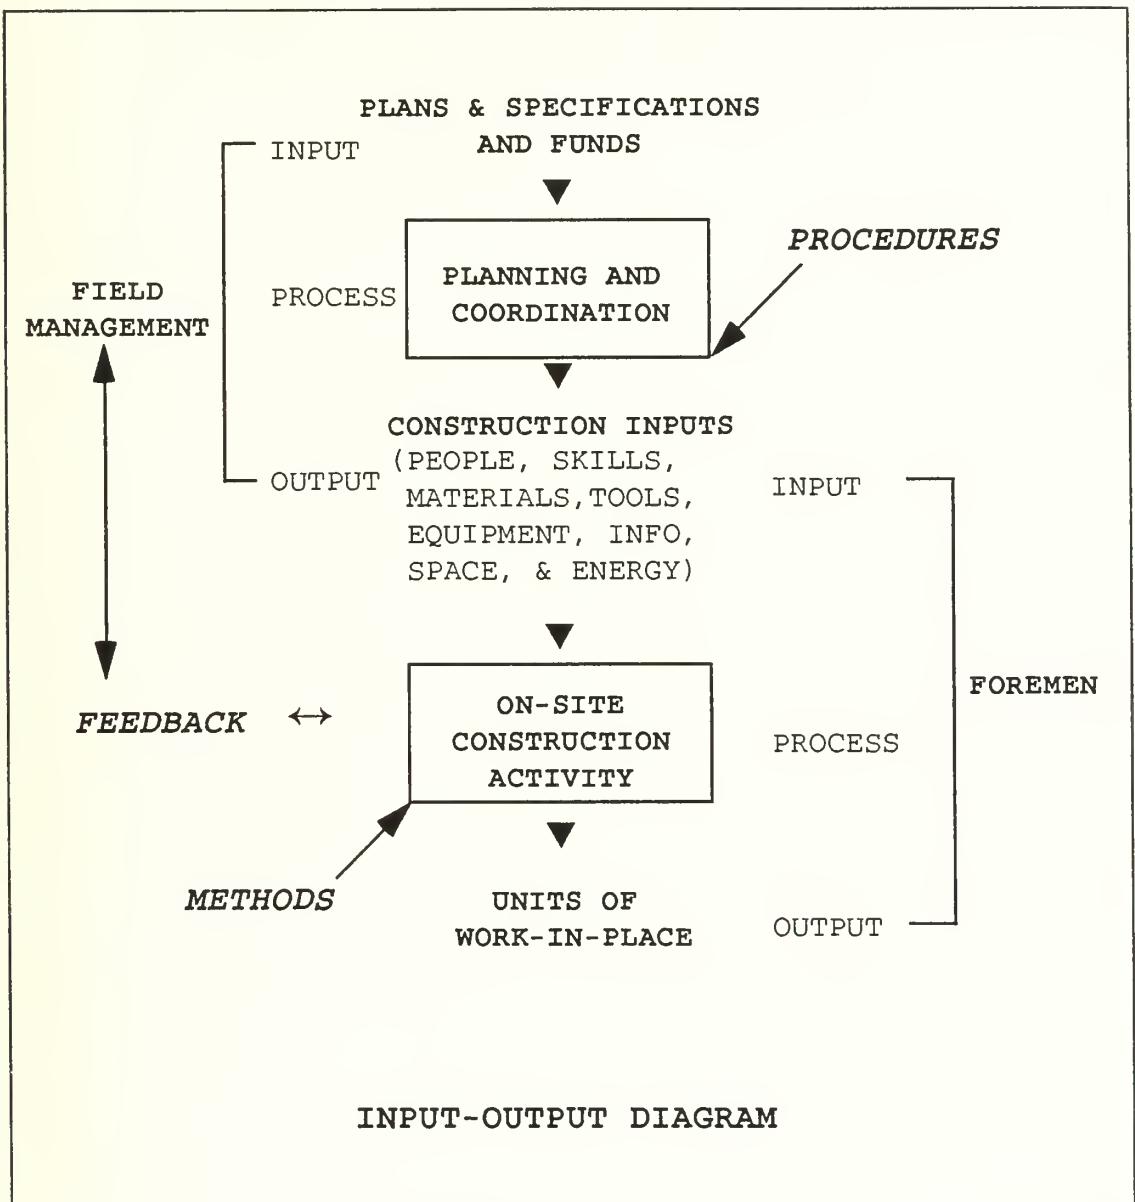 PLANS & SPECIFICATIONS
AND FUNDS
INPUT
PROCEDURES
PLANNING AND
COORDINATION
PROCESS
FIELD
MANAGEMENT
CONSTRUCTION INPUTS
(PEOPLE, SKILLS,
MATERIALS,TOOLS,
EQUIPMENT, INFO,
SPACE, & ENERGY)
OUTPUT
INPUT
FOREMEN
ON-SITE
CONSTRUCTION
ACTIVITY
FEEDBACK
PROCESS
METHODS
UNITS OF
WORK-IN-PLACE
OUTPUT
INPUT-OUTPUT DIAGRAM